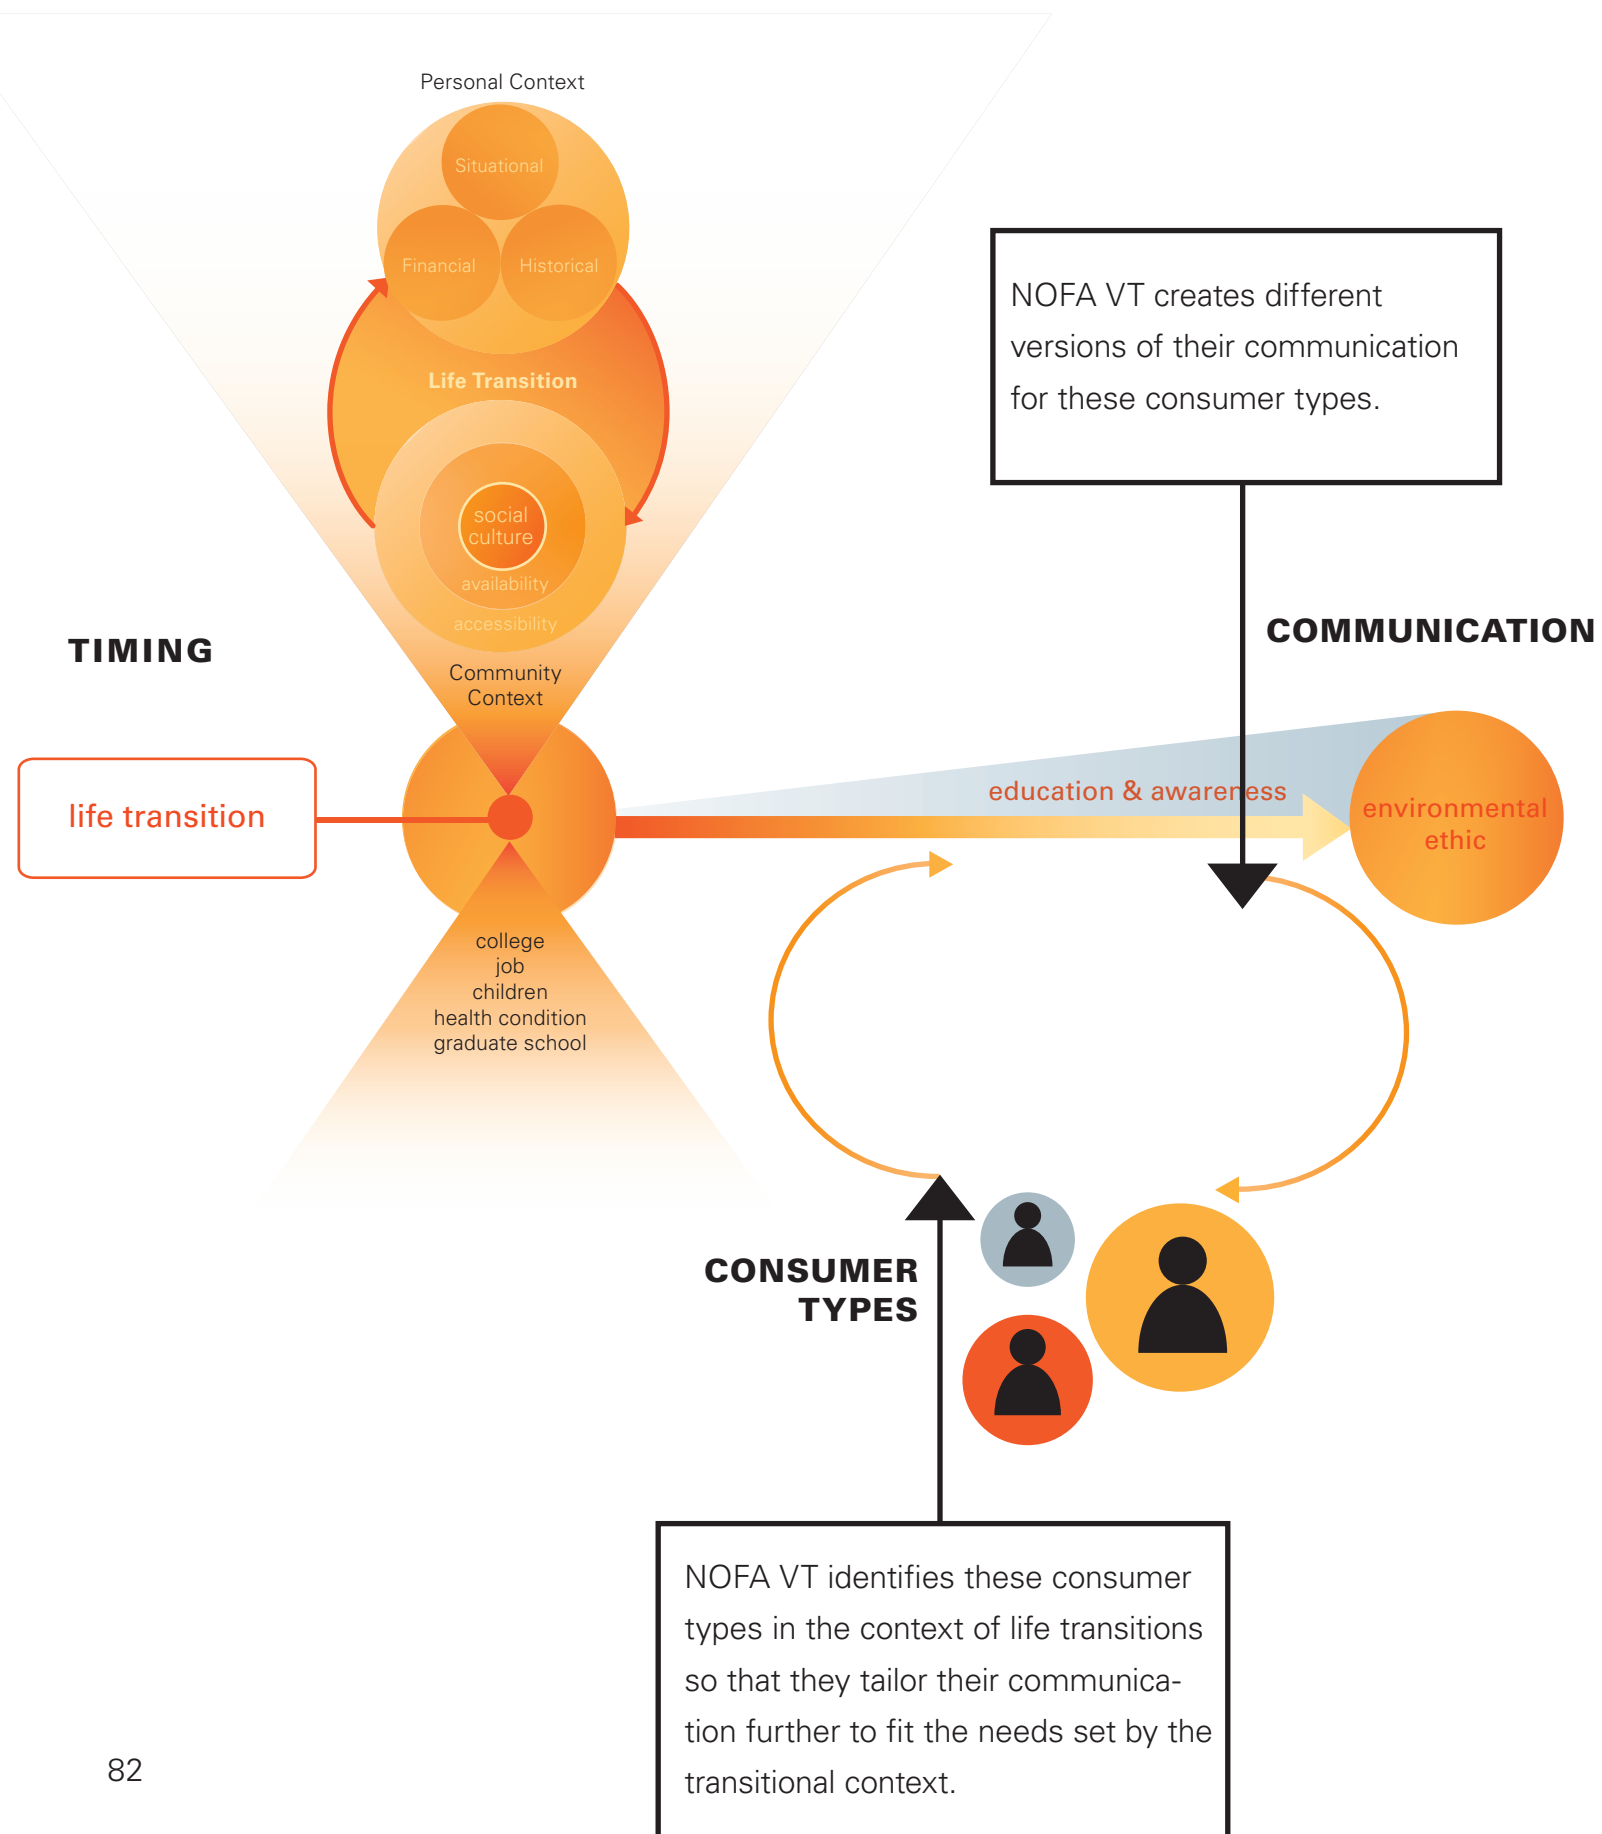 Personal Context
Situational
Financial
Historical
Life Transition
social
culture
availability
accessibility
Community
Context
TIMING
life transition
college
job
children
health condition
graduate school
NOFA VT creates different
versions of their communication
for these consumer types.
COMMUNICATION
education & awareness
environmental
ethic
CONSUMER
TYPES
NOFA VT identifies these consumer
types in the context of life transitions
so that they tailor their communica-
tion further to fit the needs set by the
transitional context.
82